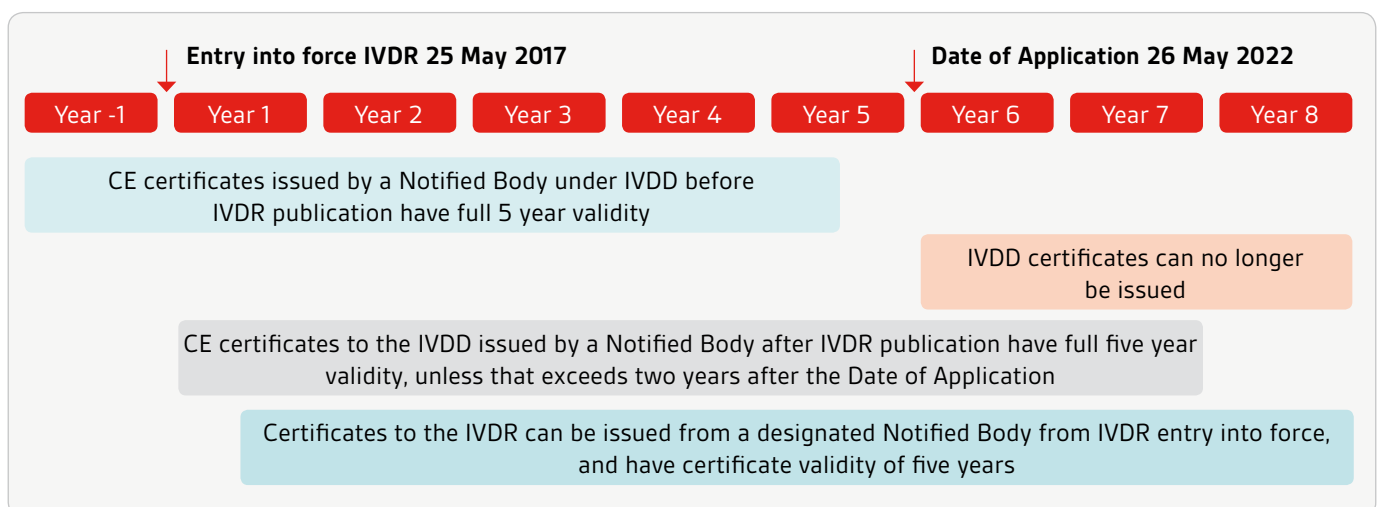 Entry into force IVDR 25 May 2017
Date of Application 26 May 2022
Year -1
Year 1
Year 2
Year 3
Year 4
Year 5
Year 6
Year 7
Year 8
CE certificates issued by a Notified Body under IVDD before
IVDR publication have full 5 year validity
IVDD certificates can no longer
be issued
CE certificates to the IVDD issued by a Notified Body after IVDR publication have full five year
validity, unless that exceeds two years after the Date of Application
Certificates to the IVDR can be issued from a designated Notified Body from IVDR entry into force,
and have certificate validity of five years